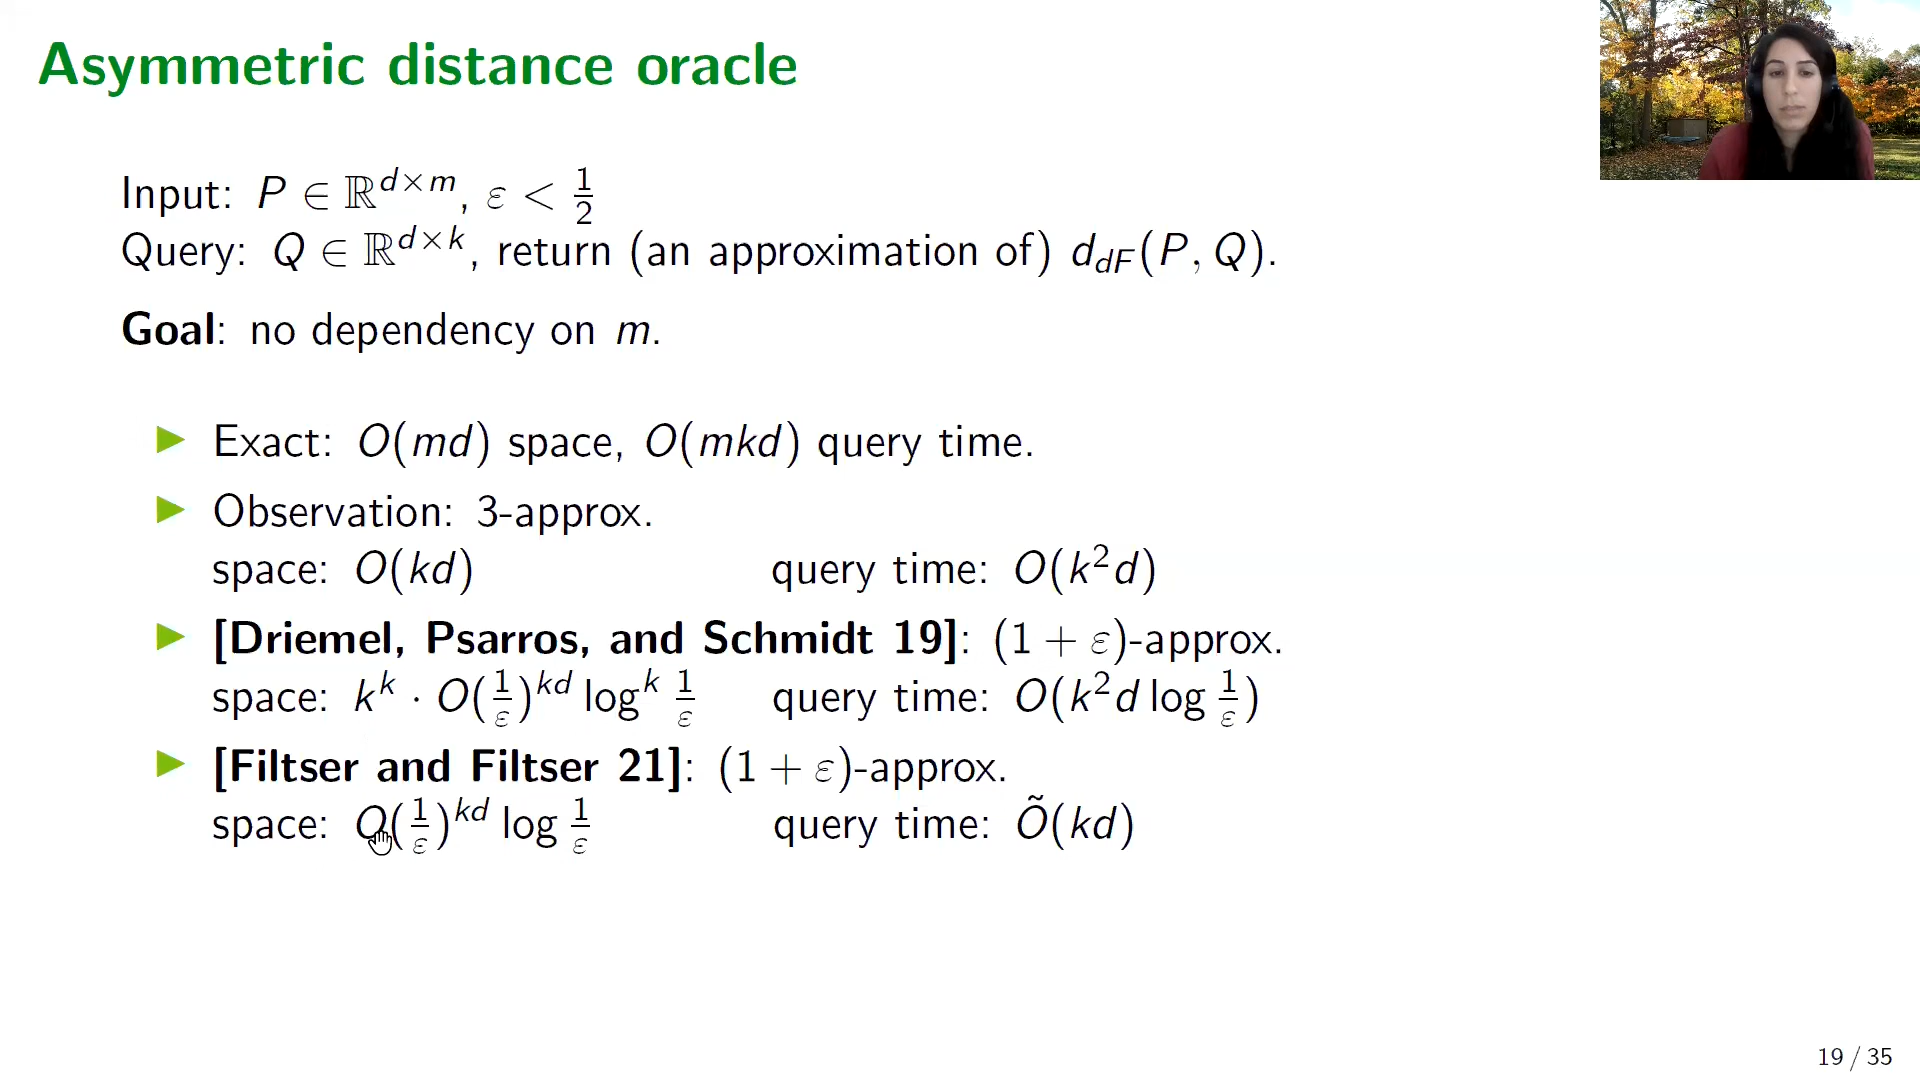 Asymmetric distance oracle
Input: P ∈ ℝ^{d×m}, ε < 1/2
Query: Q ∈ ℝ^{d×k}, return (an approximation of) d_{dF}(P, Q).
Goal: no dependency on m.
▶ Exact: O(md) space, O(mkd) query time.
▶ Observation: 3-approx.
space: O(kd) query time: O(k²d)
▶ [Driemel, Psarros, and Schmidt 19]: (1 + ε)-approx.
space: k^k · O(1/ε)^{kd} log^k 1/ε query time: O(k²d log 1/ε)
▶ [Filtser and Filtser 21]: (1 + ε)-approx.
space: O(1/ε)^{kd} log 1/ε query time: Õ(kd)
19 / 35